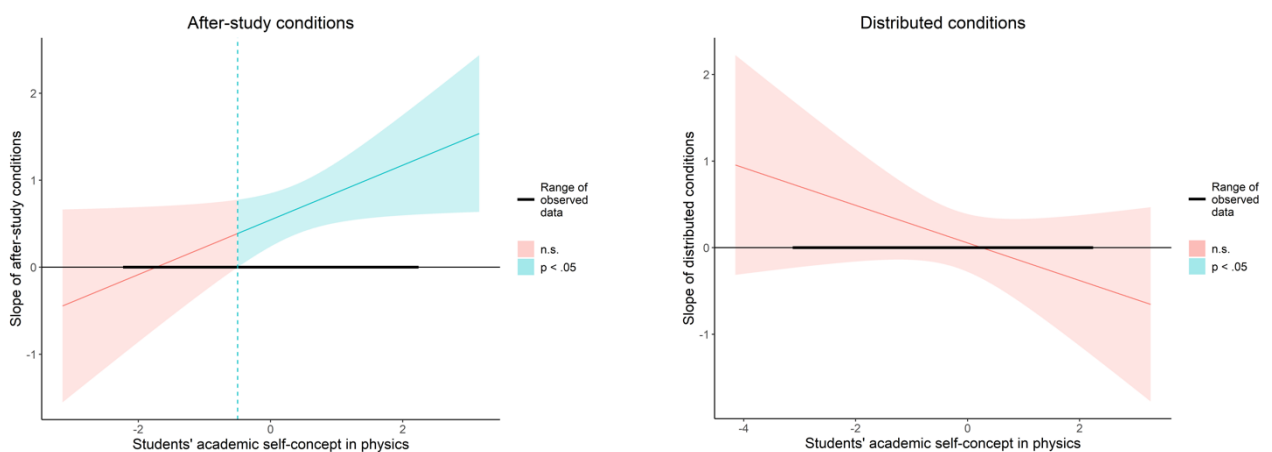 After-study conditions
Slope of after-study conditions
2
1
0
-1
-2
0
2
Students' academic self-concept in physics
Range of
observed
data
n.s.
p < .05
Distributed conditions
Slope of distributed conditions
2
1
0
-1
-4
-2
0
2
Students' academic self-concept in physics
Range of
observed
data
n.s.
p < .05